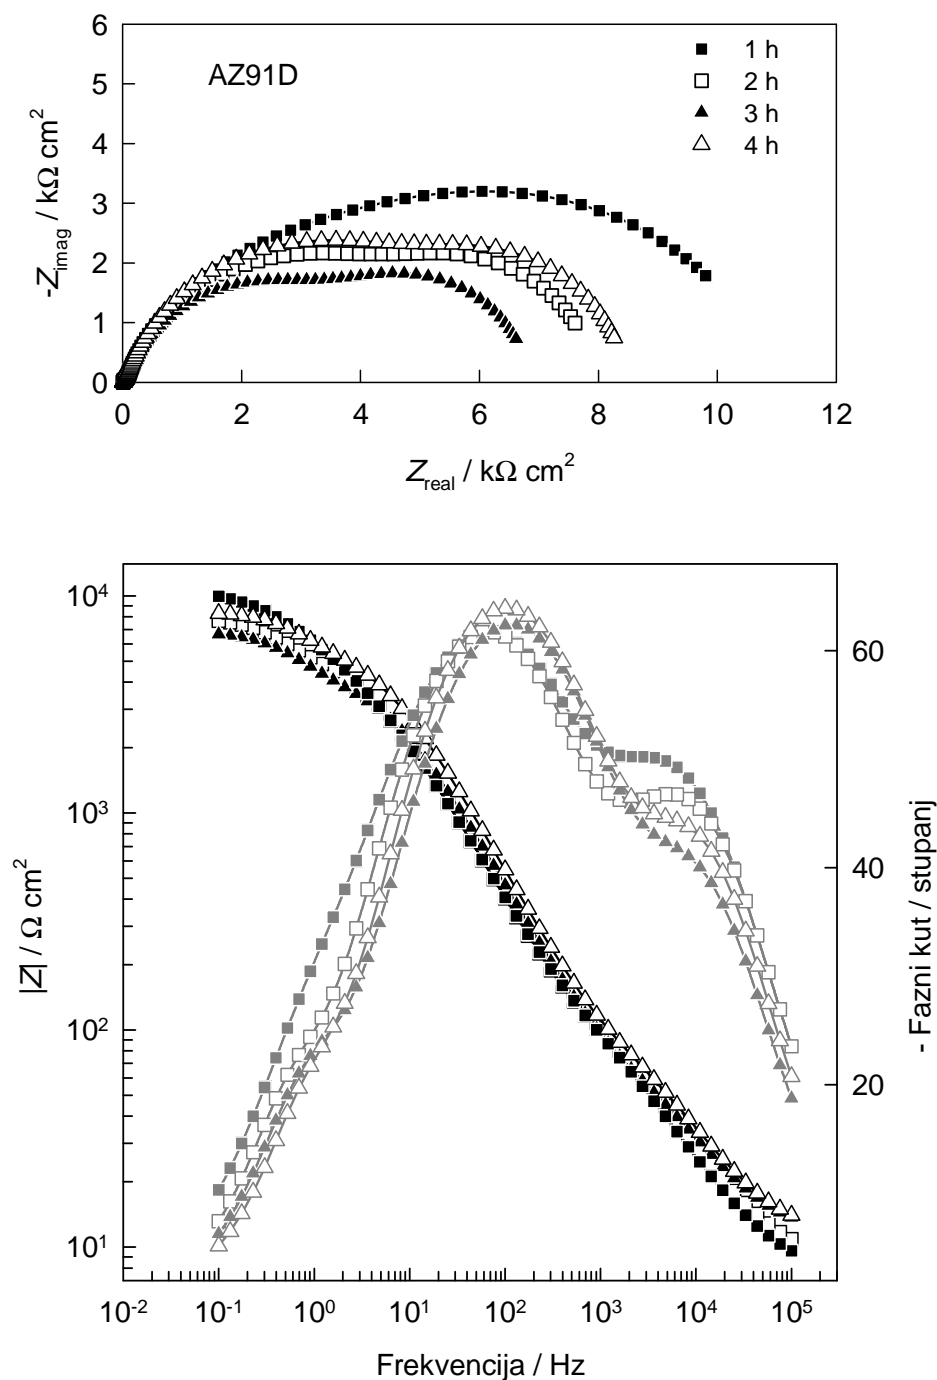 6
5
4
3
2
1
0
-Z_imag / kΩ cm²
AZ91D
1 h
2 h
3 h
4 h
0 2 4 6 8 10 12
Z_real / kΩ cm²
10⁴
10³
10²
10¹
|Z| / Ω cm²
60
40
20
- Fazni kut / stupanj
10⁻² 10⁻¹ 10⁰ 10¹ 10² 10³ 10⁴ 10⁵
Frekvencija / Hz